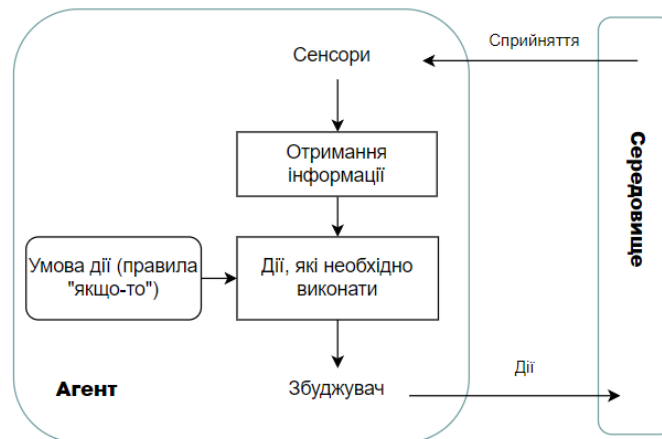 Сенсори
Сприйняття
Отримання
інформації
Середовище
Умова дії (правила
"якщо-то")
Дії, які необхідно
виконати
Агент
Збуджувач
Дії